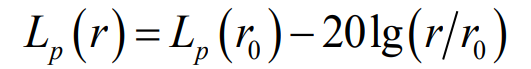 L_p(r) = L_p(r_0) − 20lg(r/r_0)